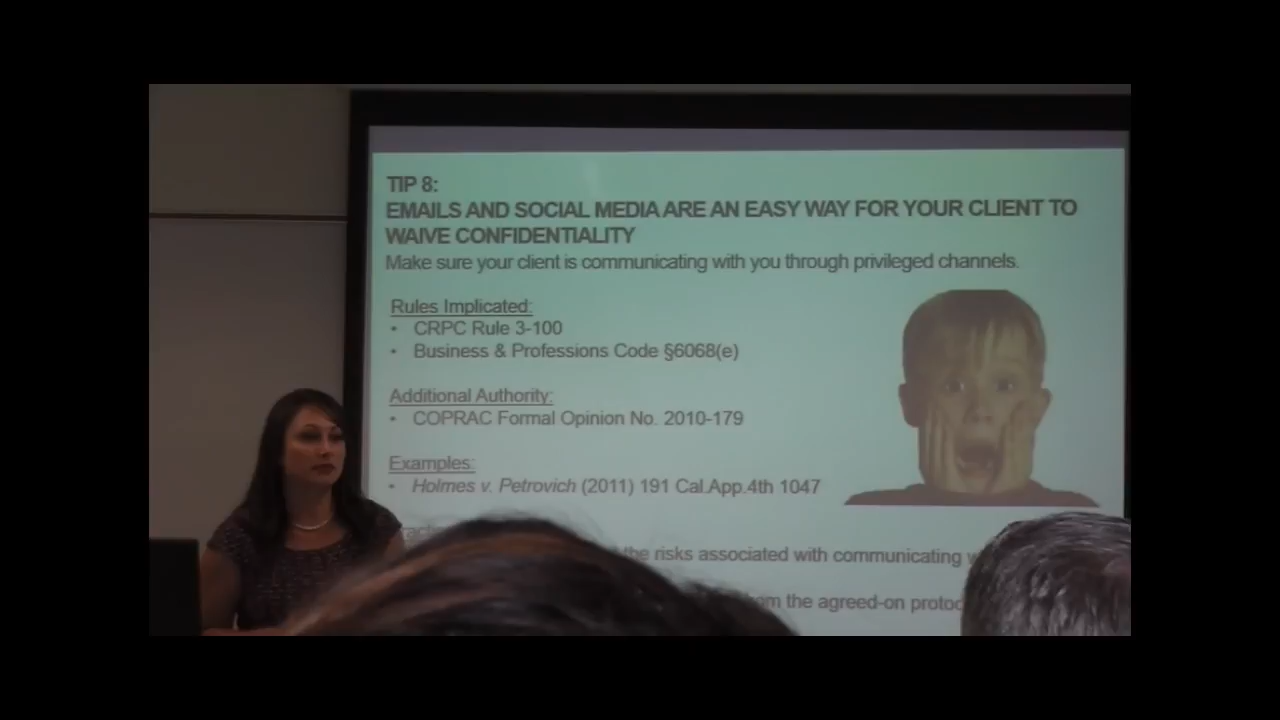 TIP 8:
EMAILS AND SOCIAL MEDIA ARE AN EASY WAY FOR YOUR CLIENT TO
WAIVE CONFIDENTIALITY
Make sure your client is communicating with you through privileged channels.
Rules Implicated:
• CRPC Rule 3-100
• Business & Professions Code §6068(e)
Additional Authority:
• COPRAC Formal Opinion No. 2010-179
Examples:
• Holmes v. Petrovich (2011) 191 Cal.App.4th 1047
the risks associated with communicating
the agreed-on